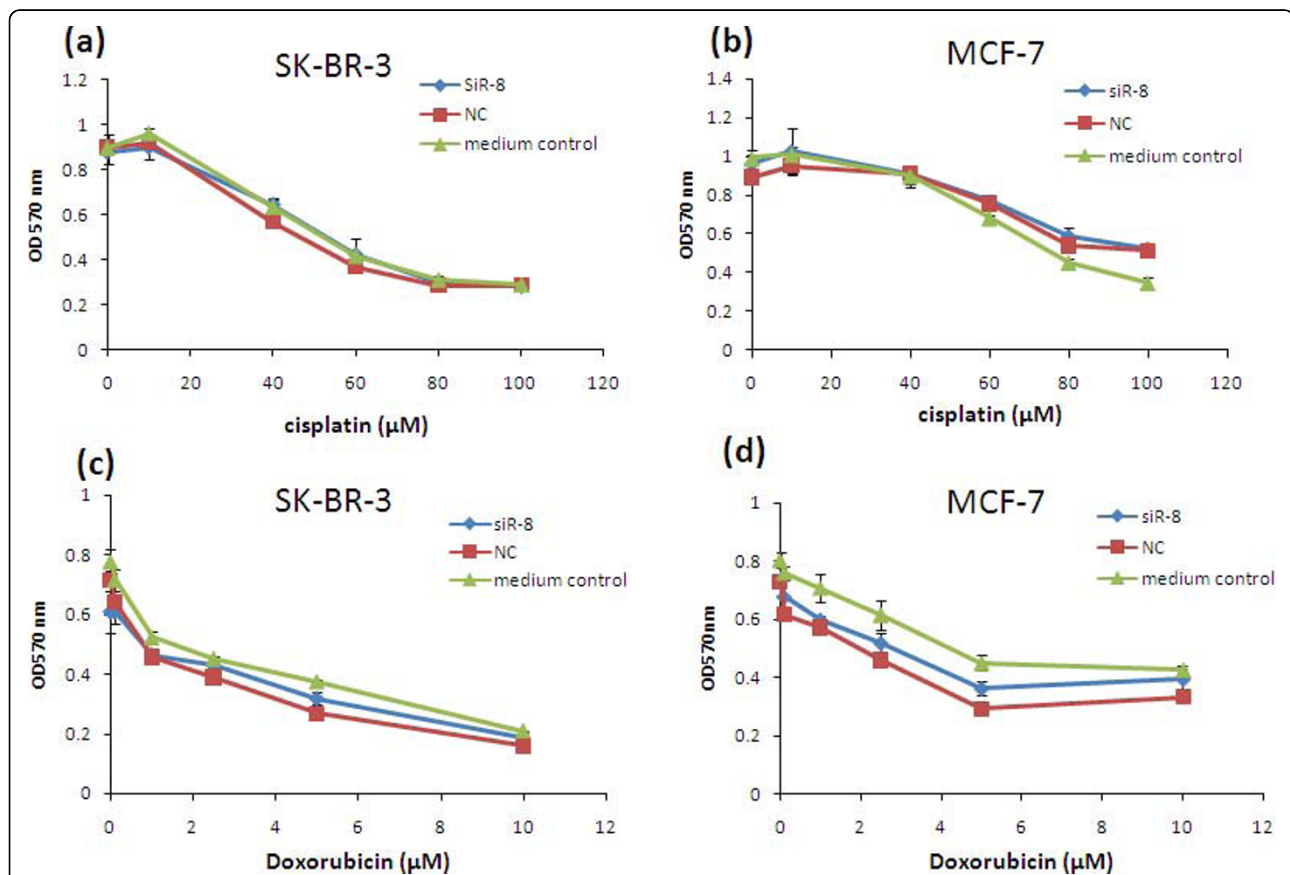 (a)
SK-BR-3
SiR-8
NC
medium control
OD570 nm
1.2
1
0.8
0.6
0.4
0.2
0
0 20 40 60 80 100 120
cisplatin (µM)
(b)
MCF-7
siR-8
NC
medium control
OD570 nm
1.4
1.2
1
0.8
0.6
0.4
0.2
0
0 20 40 60 80 100 120
cisplatin (µM)
(c)
SK-BR-3
siR-8
NC
medium control
OD570 nm
1
0.8
0.6
0.4
0.2
0
0 2 4 6 8 10 12
Doxorubicin (µM)
(d)
MCF-7
siR-8
NC
medium control
OD570nm
1
0.8
0.6
0.4
0.2
0
0 2 4 6 8 10 12
Doxorubicin (µM)